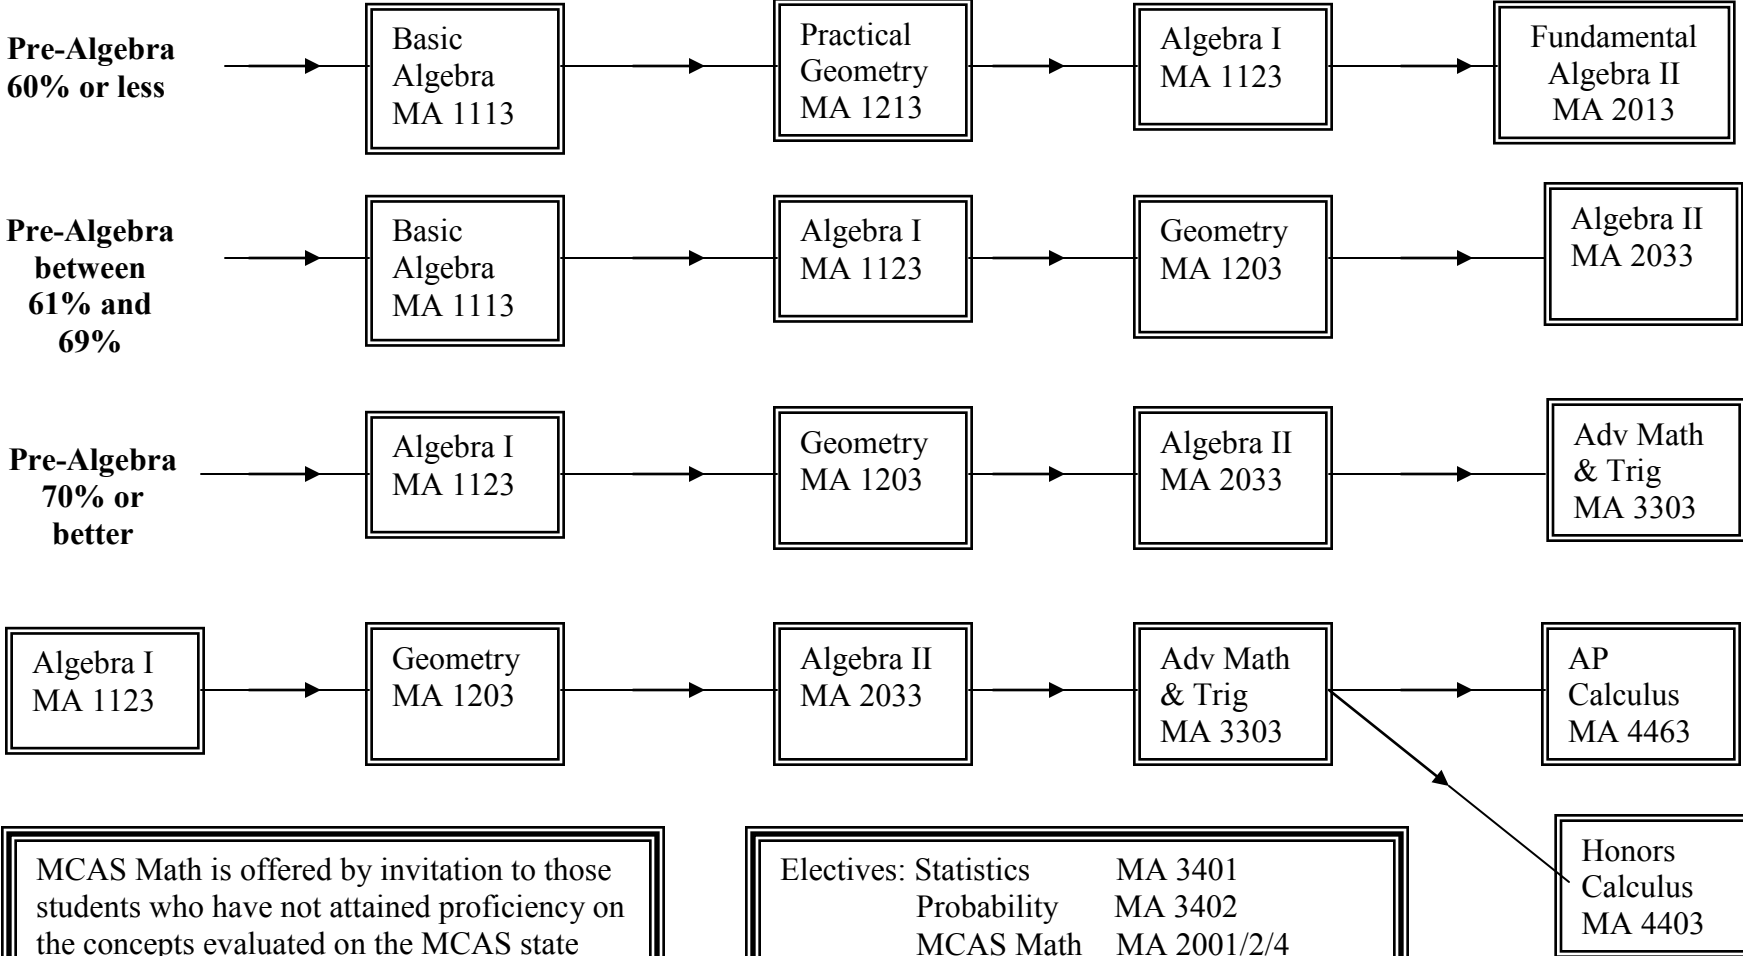 Pre-Algebra
60% or less
Basic
Algebra
MA 1113
Practical
Geometry
MA 1213
Algebra I
MA 1123
Fundamental
Algebra II
MA 2013
Pre-Algebra
between
61% and
69%
Basic
Algebra
MA 1113
Algebra I
MA 1123
Geometry
MA 1203
Algebra II
MA 2033
Pre-Algebra
70% or
better
Algebra I
MA 1123
Geometry
MA 1203
Algebra II
MA 2033
Adv Math
& Trig
MA 3303
Algebra I
MA 1123
Geometry
MA 1203
Algebra II
MA 2033
Adv Math
& Trig
MA 3303
AP
Calculus
MA 4463
Honors
Calculus
MA 4403
MCAS Math is offered by invitation to those
students who have not attained proficiency on
the concepts evaluated on the MCAS state
Electives: Statistics MA 3401
Probability MA 3402
MCAS Math MA 2001/2/4